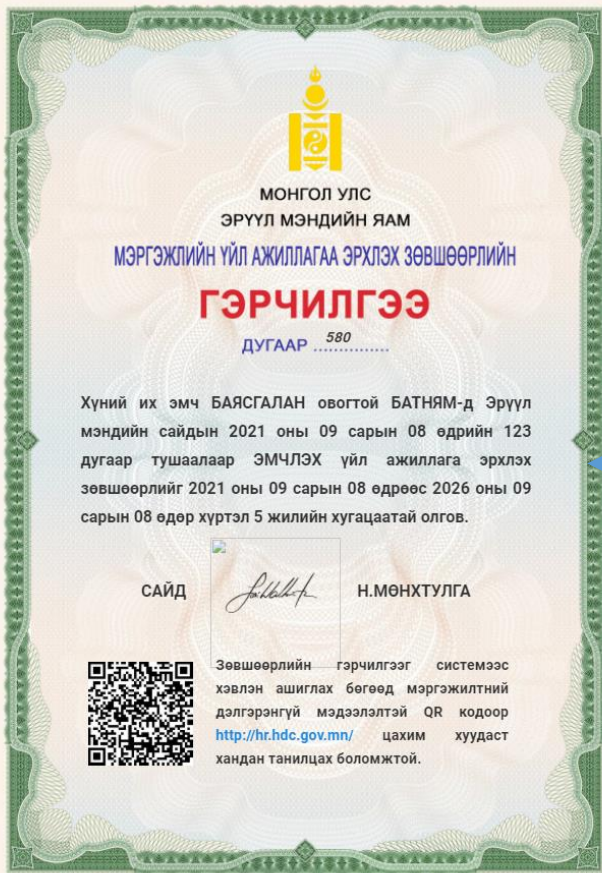 МОНГОЛ УЛС
ЭРҮҮЛ МЭНДИЙН ЯАМ
МЭРГЭЖЛИЙН ҮЙЛ АЖИЛЛАГАА ЭРХЛЭХ ЗӨВШӨӨРЛИЙН
ГЭРЧИЛГЭЭ
ДУГААР ...580..........
Хүний их эмч БАЯСГАЛАН овогтой БАТНЯМ-д Эрүүл
мэндийн сайдын 2021 оны 09 сарын 08 өдрийн 123
дугаар тушаалаар ЭМЧЛЭХ үйл ажиллага эрхлэх
зөвшөөрлийг 2021 оны 09 сарын 08 өдрөөс 2026 оны 09
сарын 08 өдөр хүртэл 5 жилийн хугацаатай олгов.
САЙД Н.МӨНХТУЛГА
Зөвшөөрлийн гэрчилгээг системээс
хэвлэн ашиглах бөгөөд мэргэжилтний
дэлгэрэнгүй мэдээлэлтэй QR кодоор
http://hr.hdc.gov.mn/ цахим хуудаст
хандан танилцах боломжтой.